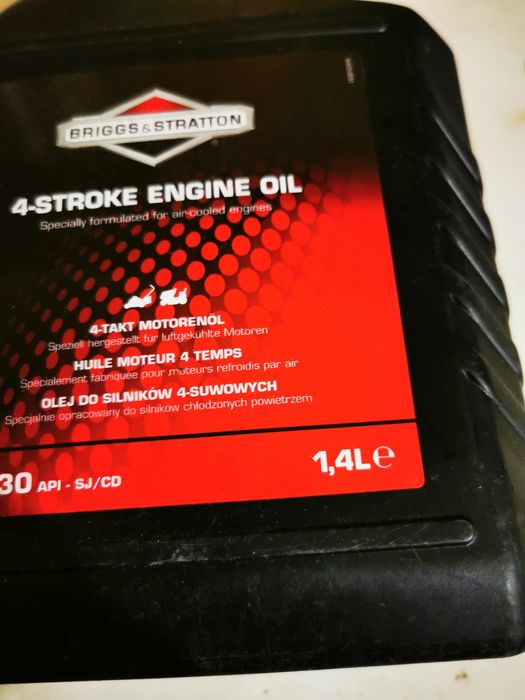 BRIGGS&STRATTON
4-STROKE ENGINE OIL
Specially formulated for air-cooled engines
4-TAKT MOTORENÖL
Speziell hergestellt für luftgekühlte Motoren
HUILE MOTEUR 4 TEMPS
Spécialement fabriquée pour moteurs refroidis par air
OLEJ DO SILNIKÓW 4-SUWOWYCH
Specjalnie opracowany do silników chłodzonych powietrzem
30 API - SJ/CD
1,4L e